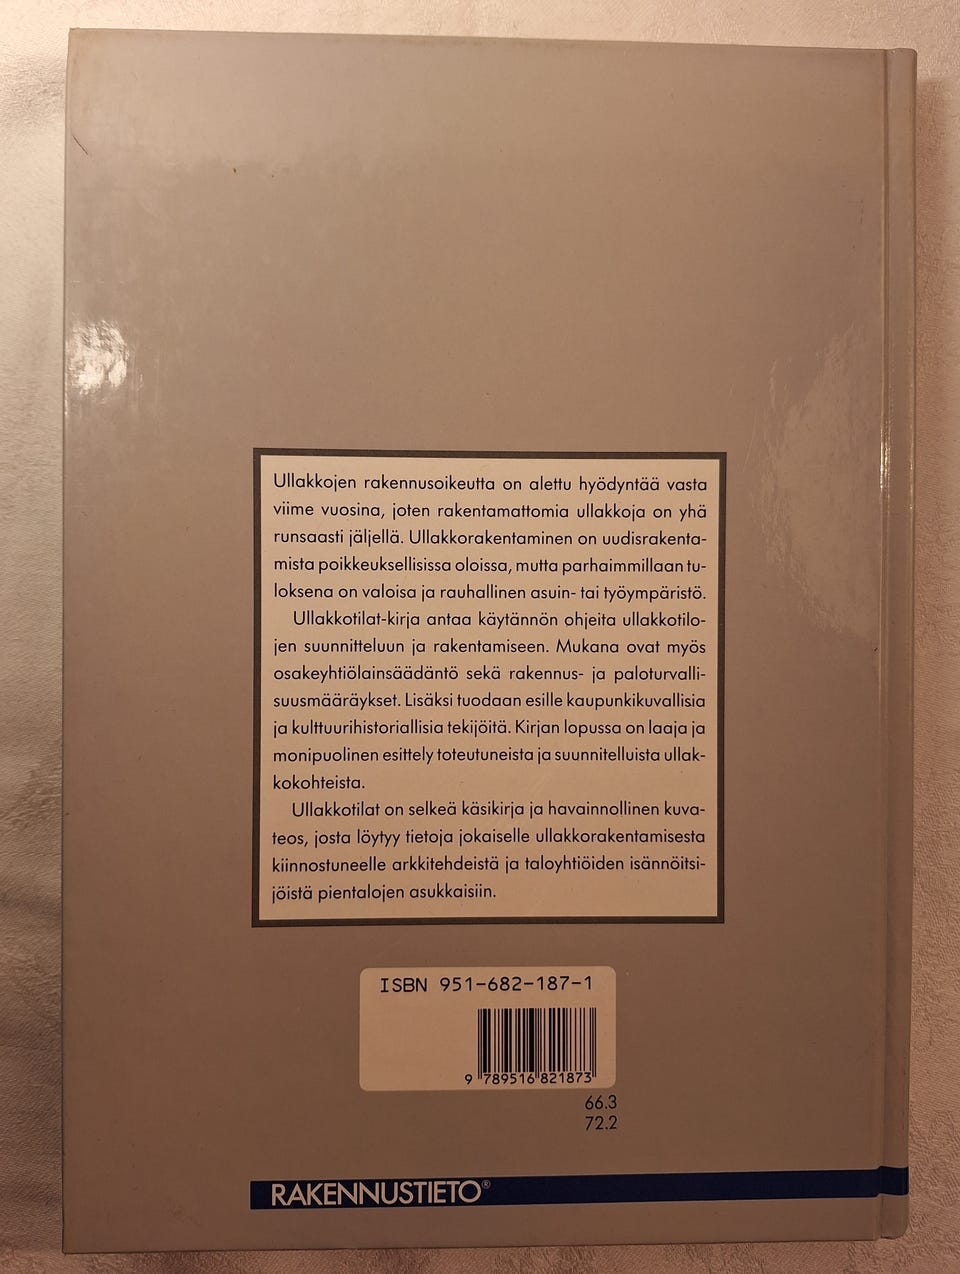 Ullakkojen rakennusoikeutta on alettu hyödyntää vasta
viime vuosina, joten rakentamattomia ullakkoja on yhä
runsaasti jäljellä. Ullakkorakentaminen on uudisrakenta-
mista poikkeuksellisissa oloissa, mutta parhaimmillaan tu-
loksena on valoisa ja rauhallinen asuin- tai työympäristö.
Ullakkotilat-kirja antaa käytännön ohjeita ullakkotilo-
jen suunnitteluun ja rakentamiseen. Mukana ovat myös
osakeyhtiölainsäädäntö sekä rakennus- ja paloturvalli-
suusmääräykset. Lisäksi tuodaan esille kaupunkikuvallisia
ja kulttuurihistoriallisia tekijöitä. Kirjan lopussa on laaja ja
monipuolinen esittely toteutuneista ja suunnitelluista ullak-
kokohteista.
Ullakkotilat on selkeä käsikirja ja havainnollinen kuva-
teos, josta löytyy tietoja jokaiselle ullakkorakentamisesta
kiinnostuneelle arkkitehdeistä ja taloyhtiöiden isännöitsi-
jöistä pientalojen asukkaisiin.
ISBN 951-682-187-1
9 789516 821873
66.3
72.2
RAKENNUSTIETO®